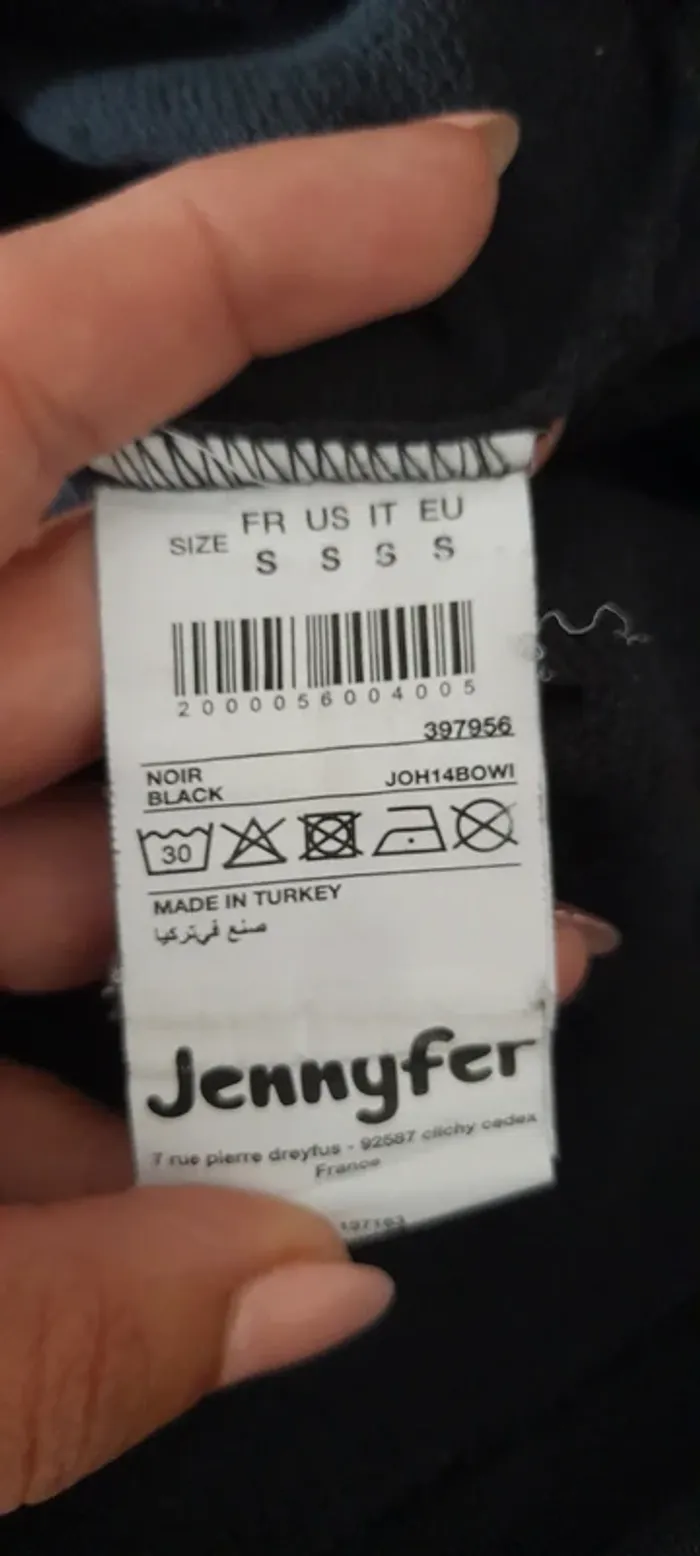 FR US IT EU
SIZE S S S S
2000056004005
397956
NOIR
BLACK JOH14BOWI
30
MADE IN TURKEY
صنع في تركيا
Jennyfer
7 rue pierre dreyfus - 92587 clichy cedex
France